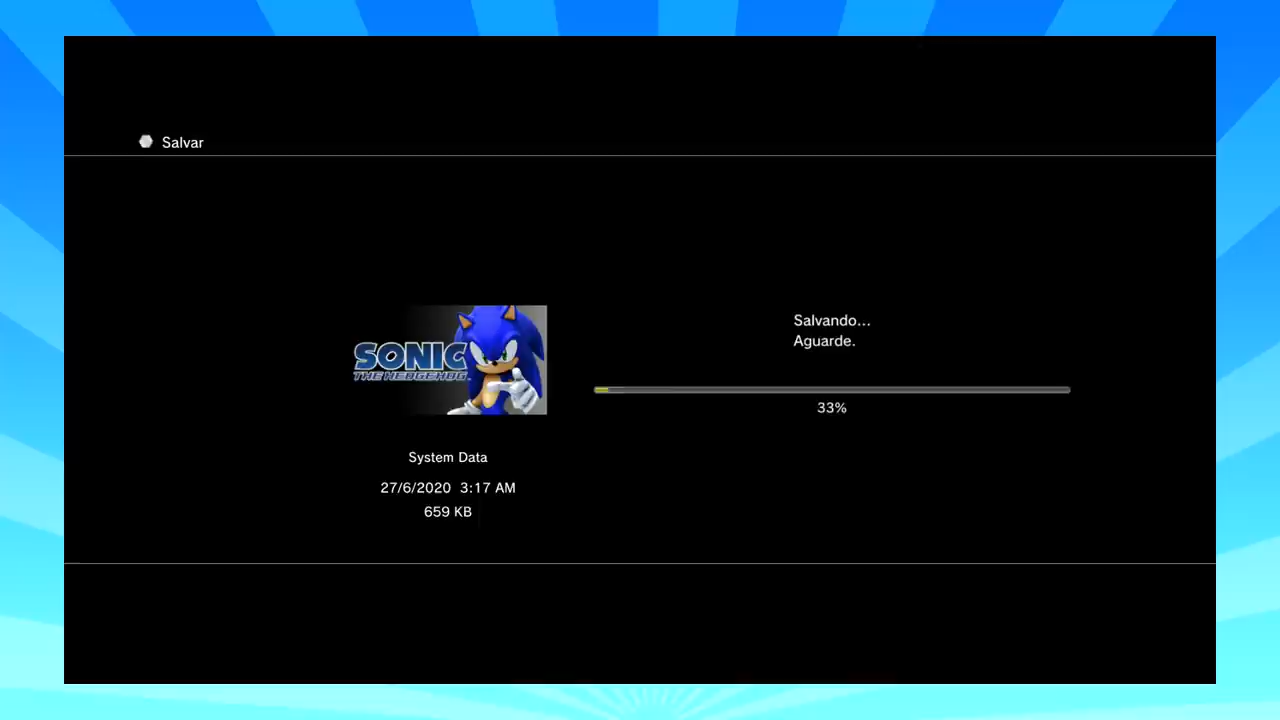 Salvar
SONIC
THE HEDGEHOG
Salvando...
Aguarde.
33%
System Data
27/6/2020 3:17 AM
659 KB